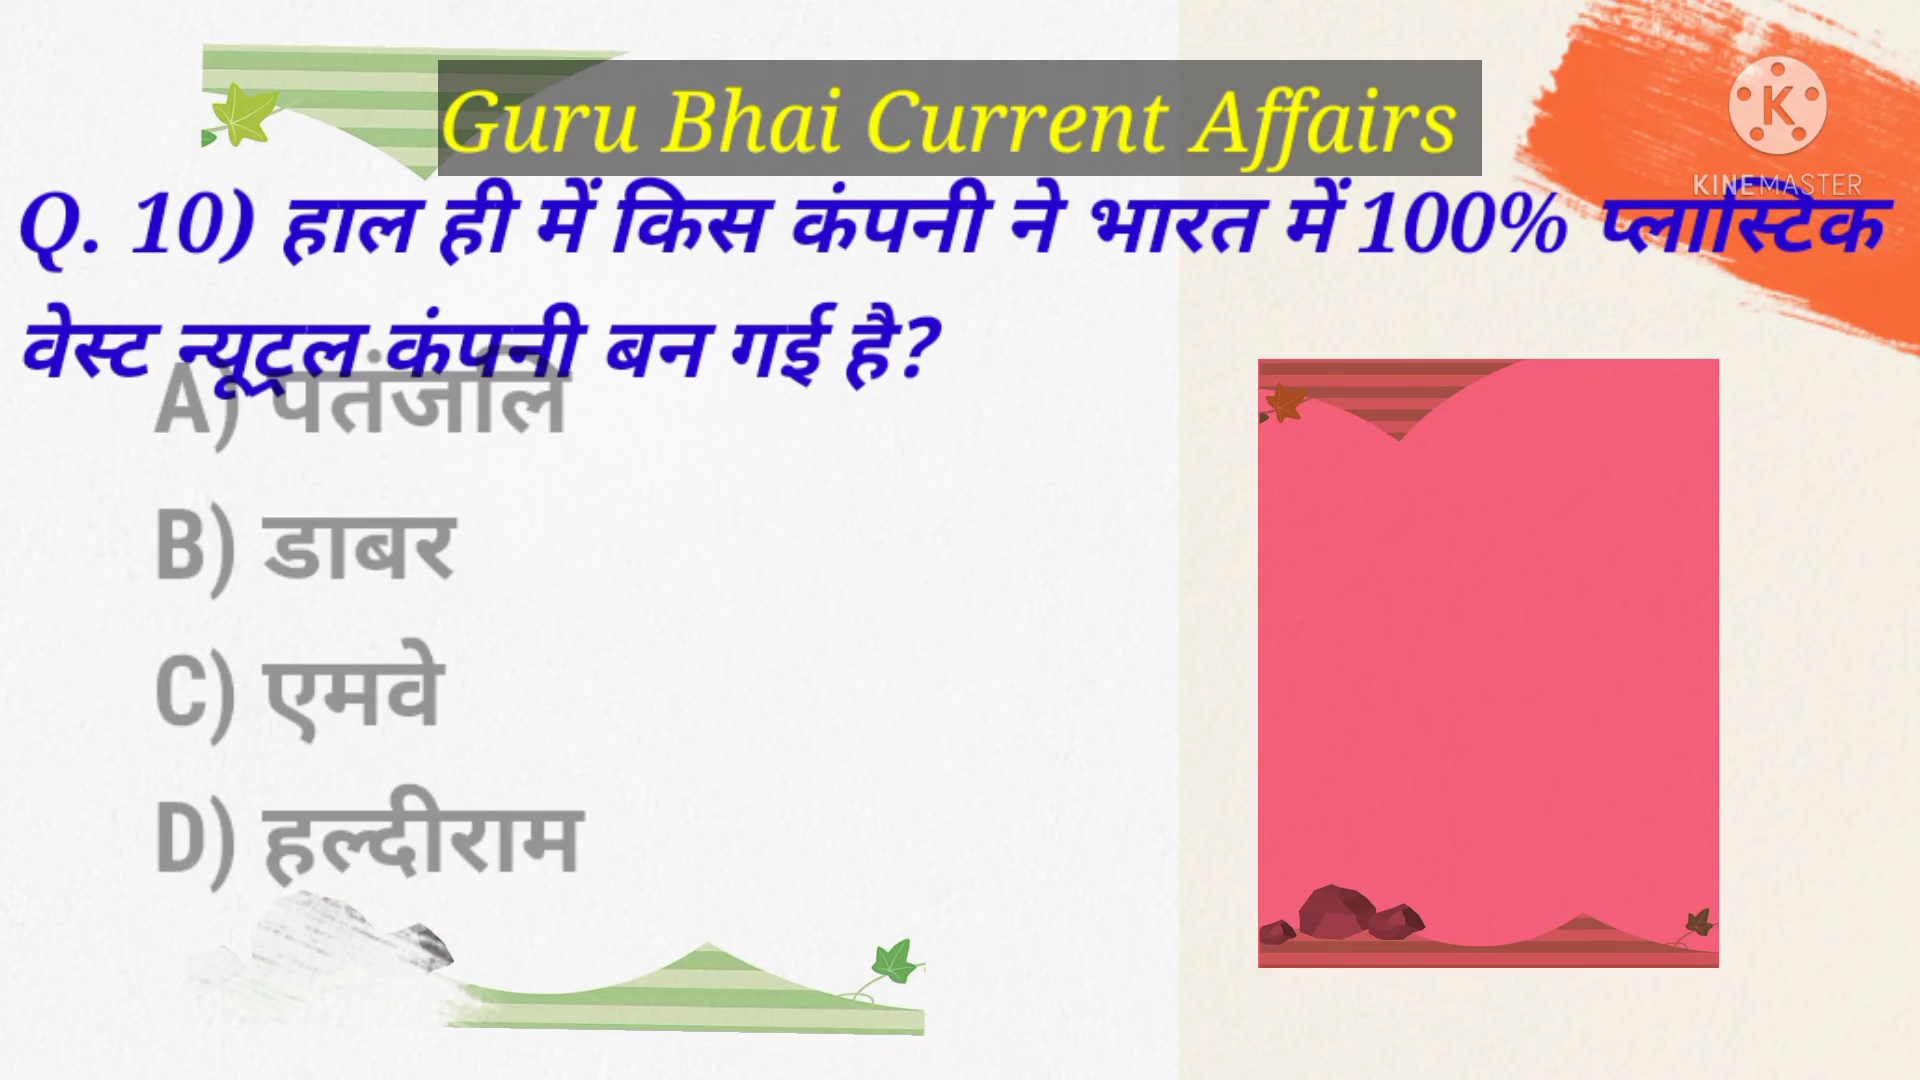 Guru Bhai Current Affairs
KINEMASTER
Q. 10) हाल ही में किस कंपनी ने भारत में 100% प्लास्टिक
वेस्ट न्यूट्रल कंपनी बन गई है?
A) पतंजलि
B) डाबर
C) एमवे
D) हल्दीराम